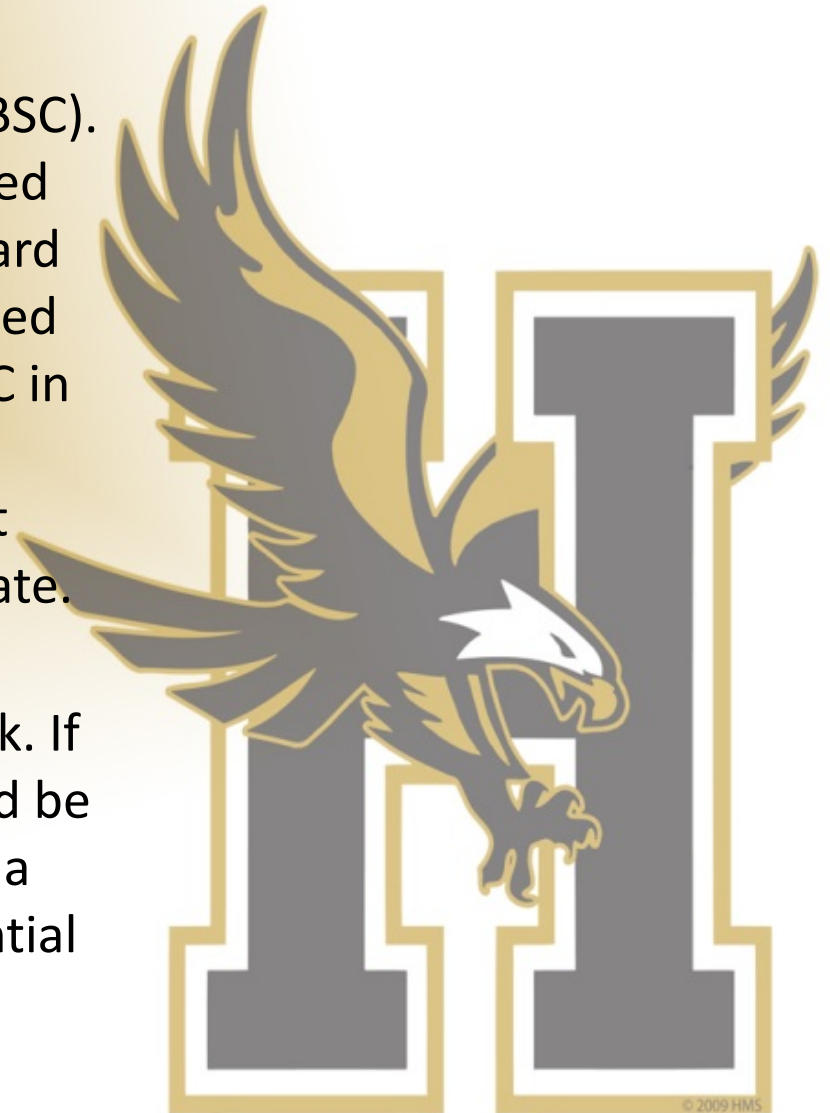 BSC).
ed
ard
ed
C in
t
ate.
k. If
d be
a
ntial
H
© 2009 HMS